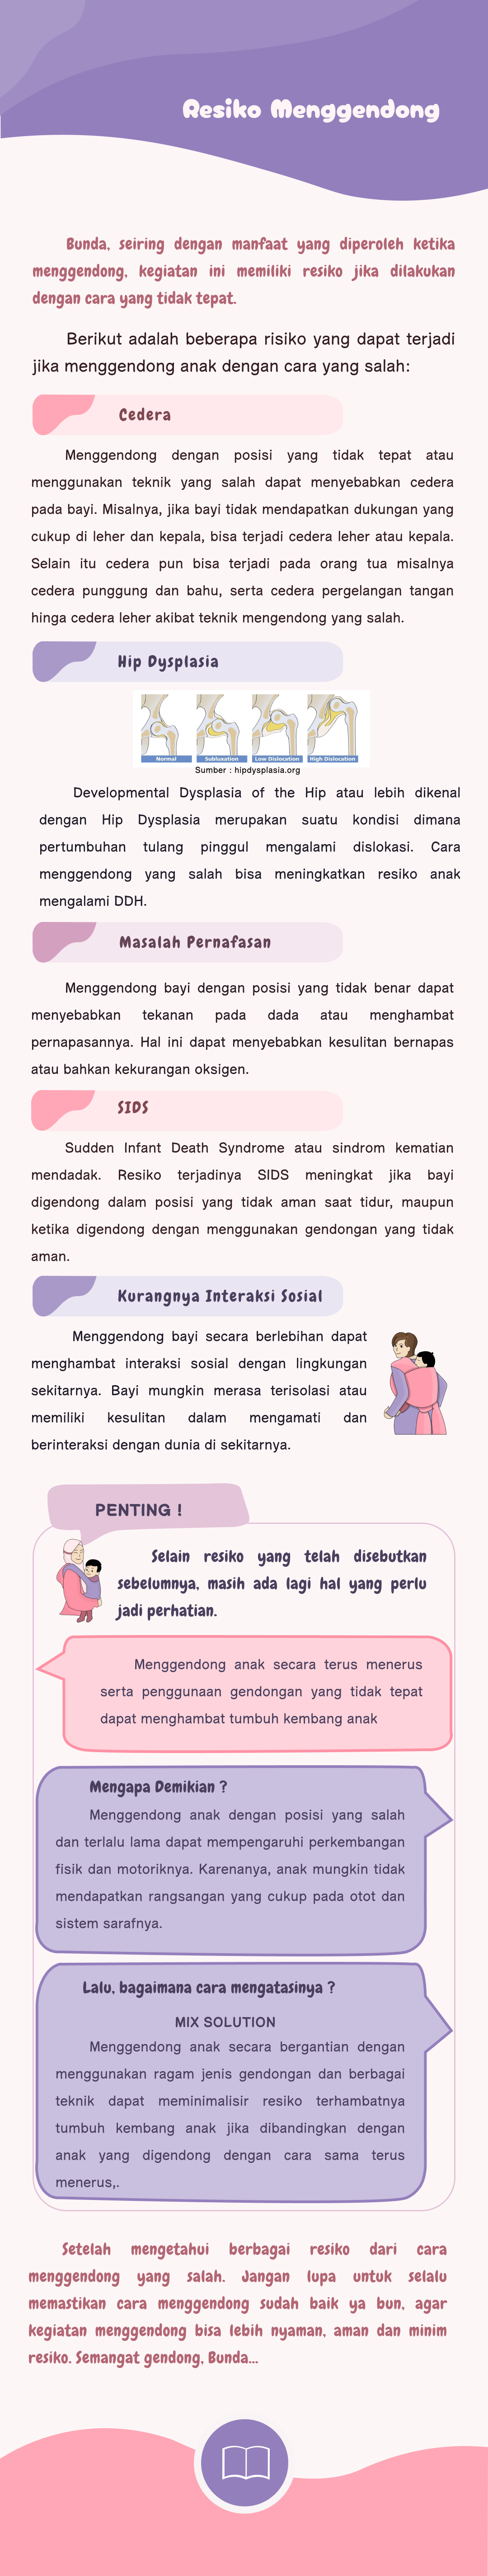 Resiko Menggendong
Bunda, seiring dengan manfaat yang diperoleh ketika
menggendong, kegiatan ini memiliki resiko jika dilakukan
dengan cara yang tidak tepat.
Berikut adalah beberapa risiko yang dapat terjadi
jika menggendong anak dengan cara yang salah:
Cedera
Menggendong dengan posisi yang tidak tepat atau
menggunakan teknik yang salah dapat menyebabkan cedera
pada bayi. Misalnya, jika bayi tidak mendapatkan dukungan yang
cukup di leher dan kepala, bisa terjadi cedera leher atau kepala.
Selain itu cedera pun bisa terjadi pada orang tua misalnya
cedera punggung dan bahu, serta cedera pergelangan tangan
hinga cedera leher akibat teknik mengendong yang salah.
Hip Dysplasia
Normal Subluxation Low Dislocation High Dislocation
Sumber : hipdysplasia.org
Developmental Dysplasia of the Hip atau lebih dikenal
dengan Hip Dysplasia merupakan suatu kondisi dimana
pertumbuhan tulang pinggul mengalami dislokasi. Cara
menggendong yang salah bisa meningkatkan resiko anak
mengalami DDH.
Masalah Pernafasan
Menggendong bayi dengan posisi yang tidak benar dapat
menyebabkan tekanan pada dada atau menghambat
pernapasannya. Hal ini dapat menyebabkan kesulitan bernapas
atau bahkan kekurangan oksigen.
SIDS
Sudden Infant Death Syndrome atau sindrom kematian
mendadak. Resiko terjadinya SIDS meningkat jika bayi
digendong dalam posisi yang tidak aman saat tidur, maupun
ketika digendong dengan menggunakan gendongan yang tidak
aman.
Kurangnya Interaksi Sosial
Menggendong bayi secara berlebihan dapat
menghambat interaksi sosial dengan lingkungan
sekitarnya. Bayi mungkin merasa terisolasi atau
memiliki kesulitan dalam mengamati dan
berinteraksi dengan dunia di sekitarnya.
PENTING !
Selain resiko yang telah disebutkan
sebelumnya, masih ada lagi hal yang perlu
jadi perhatian.
Menggendong anak secara terus menerus
serta penggunaan gendongan yang tidak tepat
dapat menghambat tumbuh kembang anak
Mengapa Demikian ?
Menggendong anak dengan posisi yang salah
dan terlalu lama dapat mempengaruhi perkembangan
fisik dan motoriknya. Karenanya, anak mungkin tidak
mendapatkan rangsangan yang cukup pada otot dan
sistem sarafnya.
Lalu, bagaimana cara mengatasinya ?
MIX SOLUTION
Menggendong anak secara bergantian dengan
menggunakan ragam jenis gendongan dan berbagai
teknik dapat meminimalisir resiko terhambatnya
tumbuh kembang anak jika dibandingkan dengan
anak yang digendong dengan cara sama terus
menerus,.
Setelah mengetahui berbagai resiko dari cara
menggendong yang salah. Jangan lupa untuk selalu
memastikan cara menggendong sudah baik ya bun, agar
kegiatan menggendong bisa lebih nyaman, aman dan minim
resiko. Semangat gendong, Bunda...